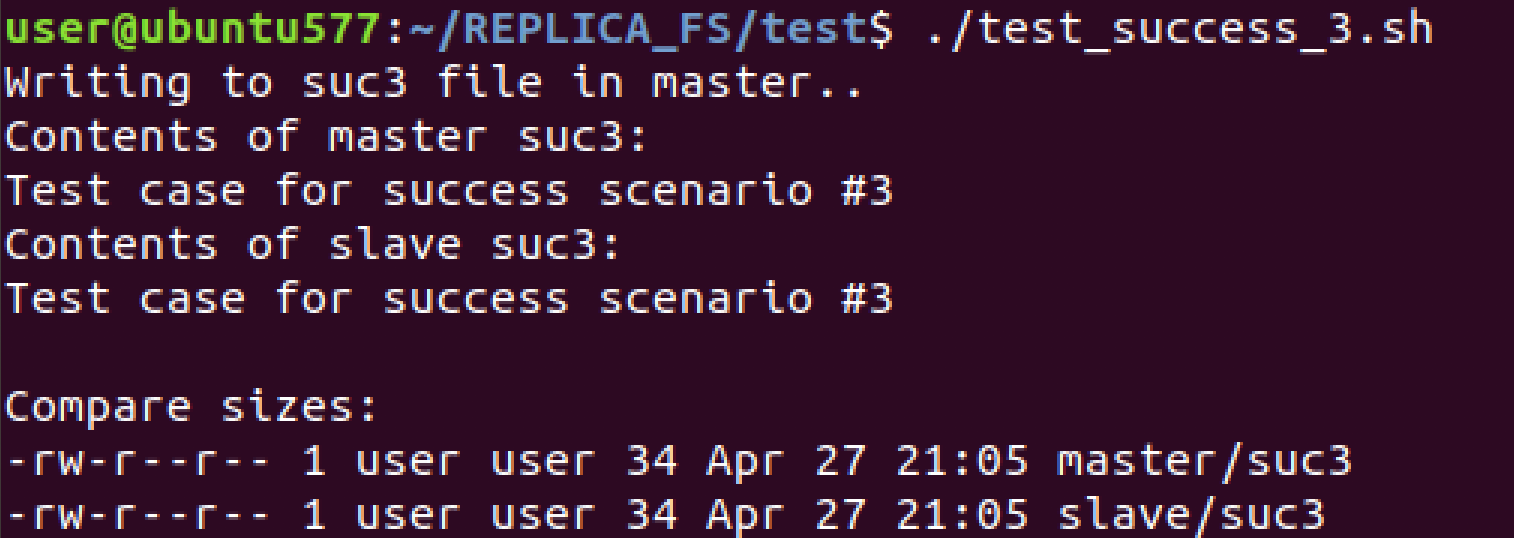 user@ubuntu577:~/REPLICA_FS/test$ ./test_success_3.sh
Writing to suc3 file in master..
Contents of master suc3:
Test case for success scenario #3
Contents of slave suc3:
Test case for success scenario #3

Compare sizes:
-rw-r--r-- 1 user user 34 Apr 27 21:05 master/suc3
-rw-r--r-- 1 user user 34 Apr 27 21:05 slave/suc3